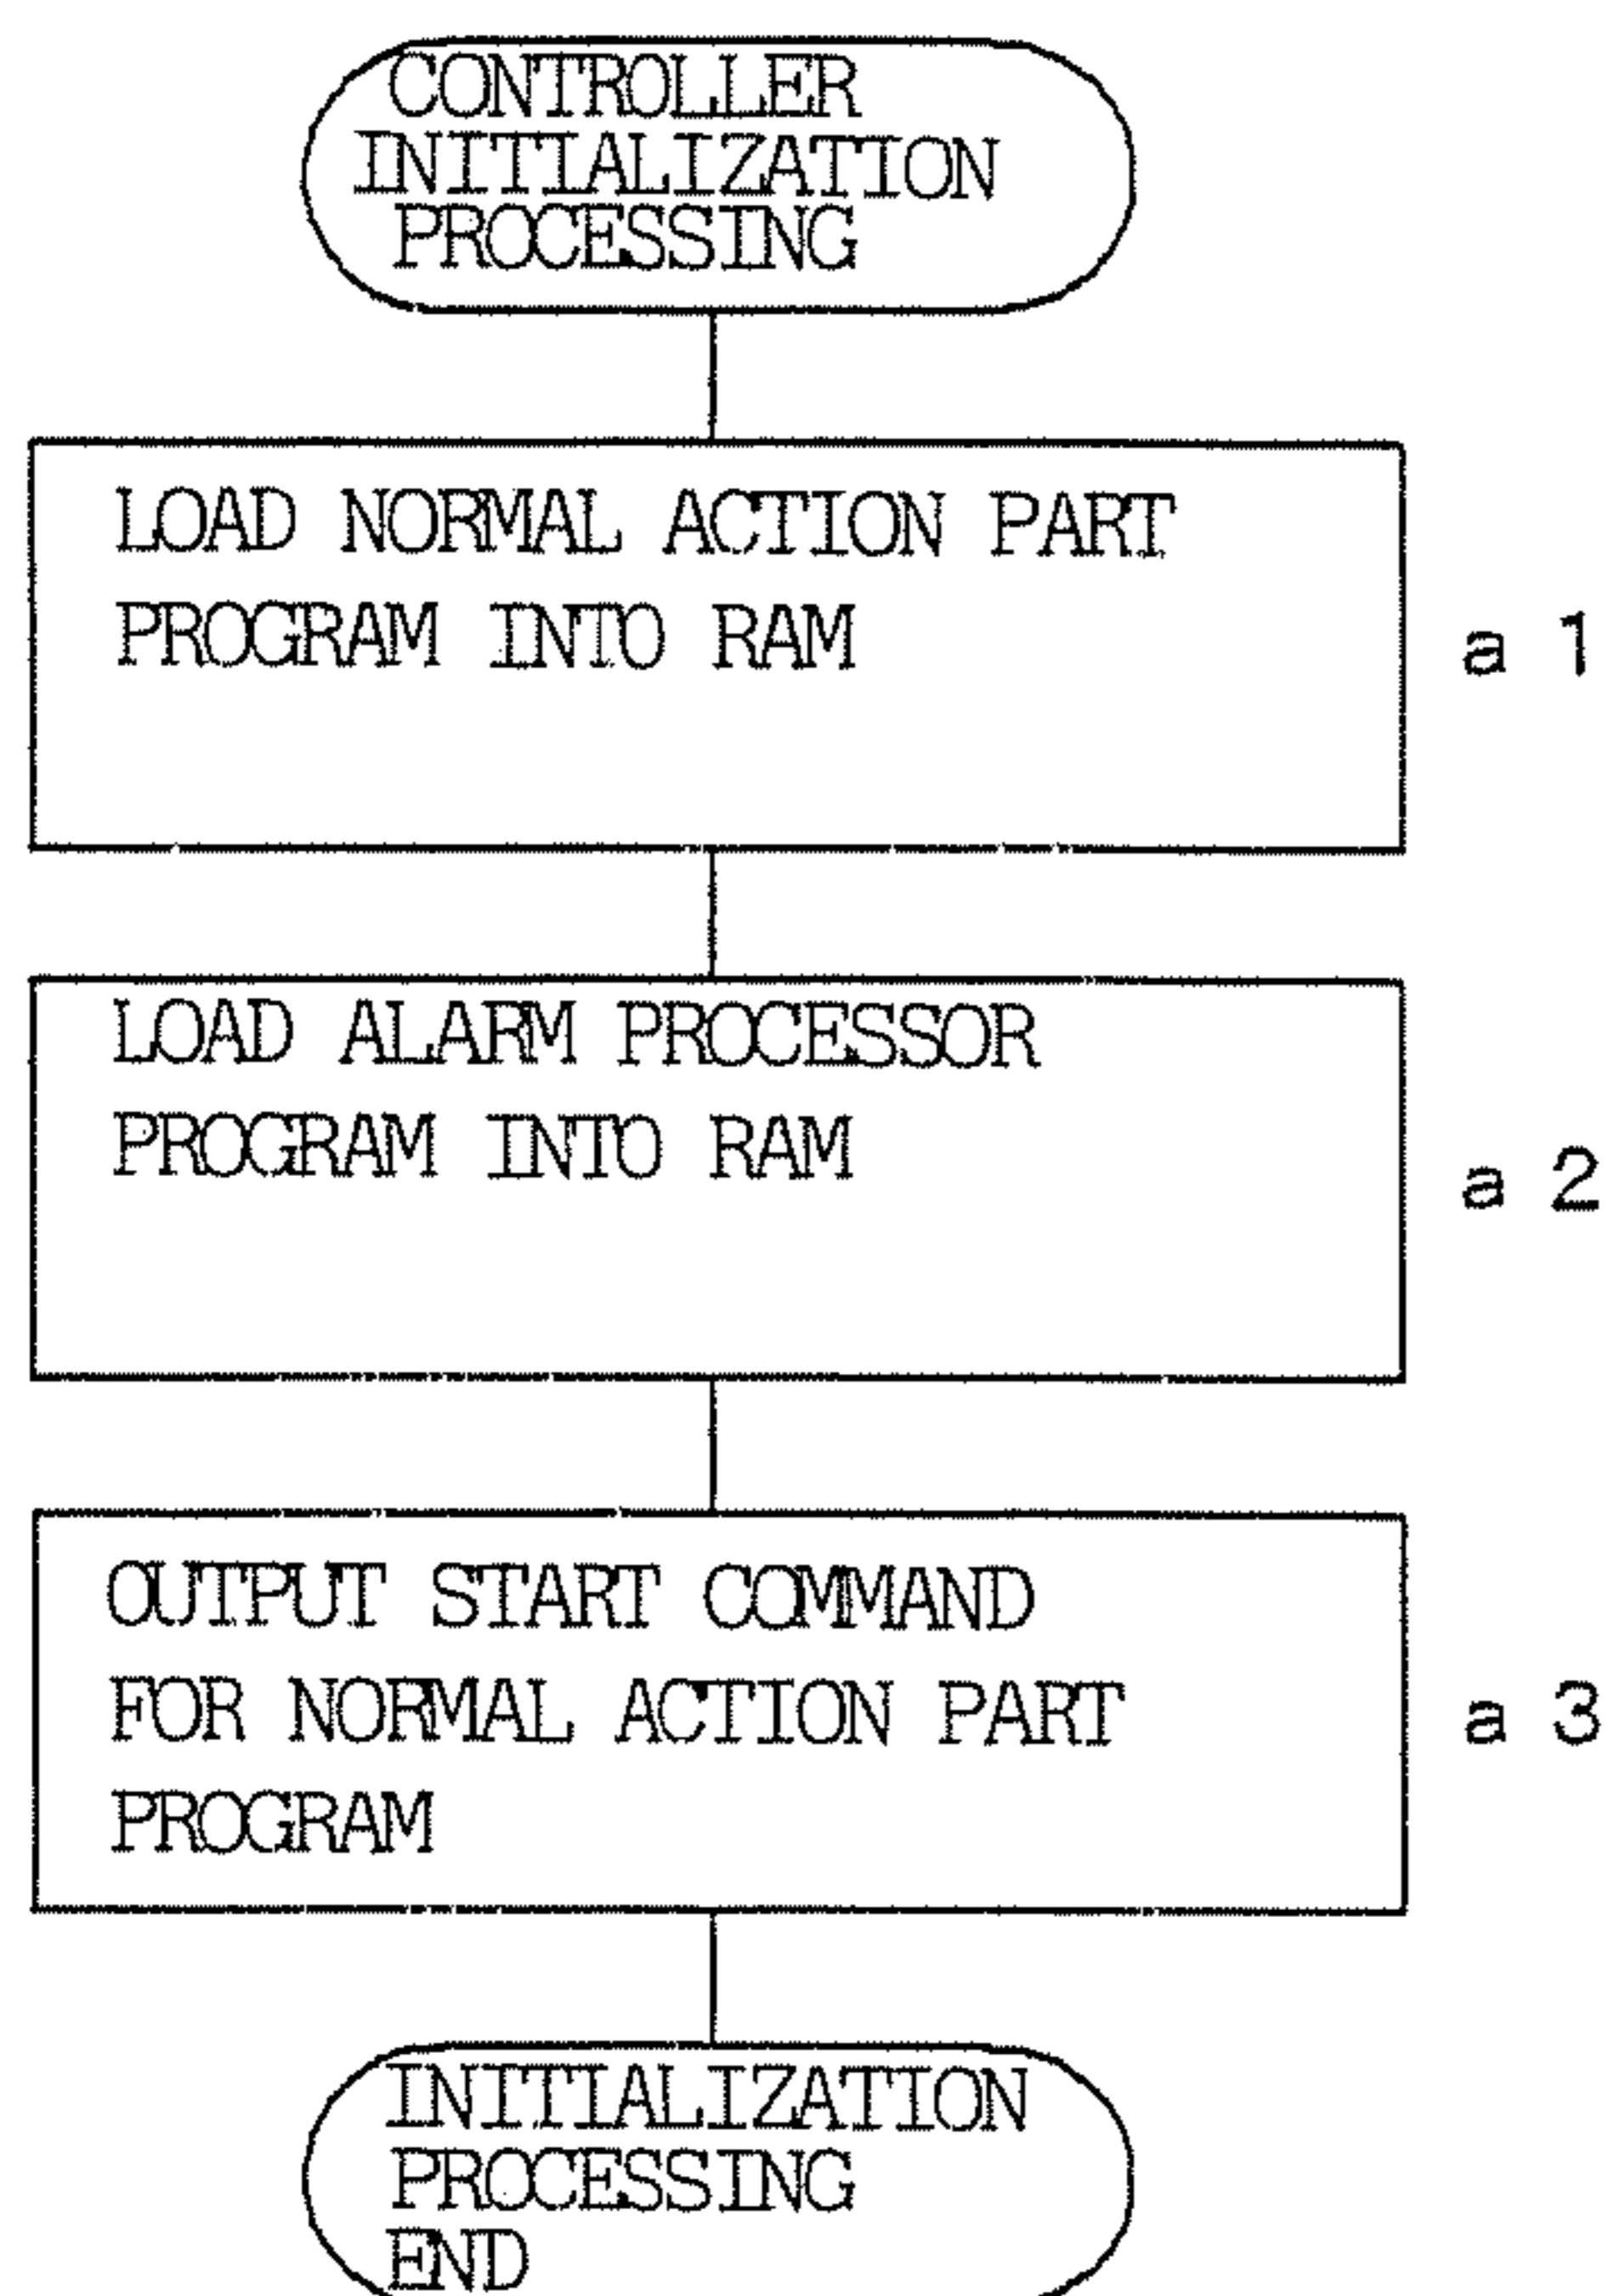 CONTROLLER
INITIALIZATION
PROCESSING
LOAD NORMAL ACTION PART
PROGRAM INTO RAM
a 1
LOAD ALARM PROCESSOR
PROGRAM INTO RAM
a 2
OUTPUT START COMMAND
FOR NORMAL ACTION PART
PROGRAM
a 3
INITIALIZATION
PROCESSING
END